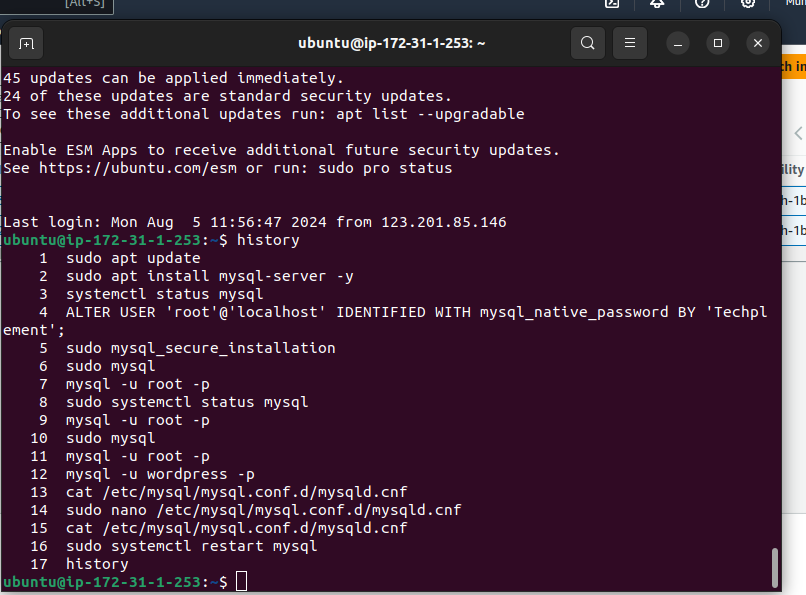 [Alt+S]
ubuntu@ip-172-31-1-253: ~
45 updates can be applied immediately.
24 of these updates are standard security updates.
To see these additional updates run: apt list --upgradable
Enable ESM Apps to receive additional future security updates.
See https://ubuntu.com/esm or run: sudo pro status
Last login: Mon Aug  5 11:56:47 2024 from 123.201.85.146
ubuntu@ip-172-31-1-253:~$ history
1  sudo apt update
2  sudo apt install mysql-server -y
3  systemctl status mysql
4  ALTER USER 'root'@'localhost' IDENTIFIED WITH mysql_native_password BY 'Techpl
ement';
5  sudo mysql_secure_installation
6  sudo mysql
7  mysql -u root -p
8  sudo systemctl status mysql
9  mysql -u root -p
10  sudo mysql
11  mysql -u root -p
12  mysql -u wordpress -p
13  cat /etc/mysql/mysql.conf.d/mysqld.cnf
14  sudo nano /etc/mysql/mysql.conf.d/mysqld.cnf
15  cat /etc/mysql/mysql.conf.d/mysqld.cnf
16  sudo systemctl restart mysql
17  history
ubuntu@ip-172-31-1-253:~$